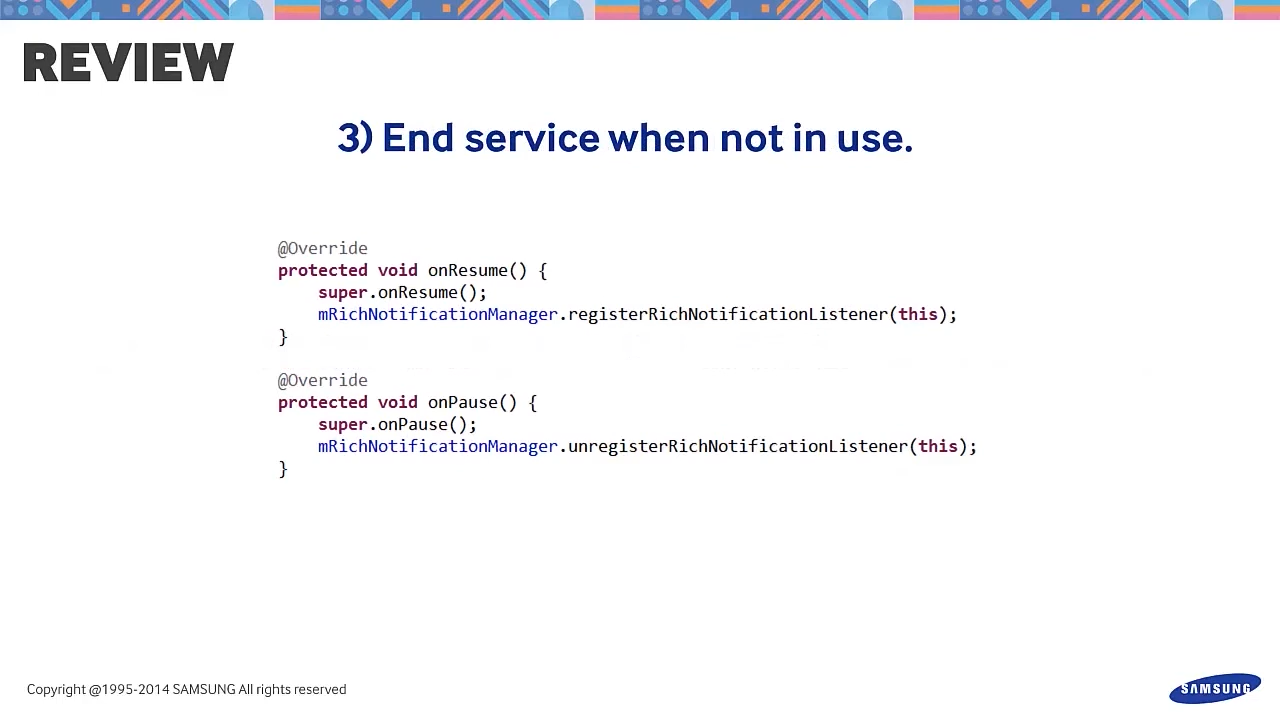 REVIEW
3) End service when not in use.
@Override
protected void onResume() {
    super.onResume();
    mRichNotificationManager.registerRichNotificationListener(this);
}
@Override
protected void onPause() {
    super.onPause();
    mRichNotificationManager.unregisterRichNotificationListener(this);
}
Copyright @1995-2014 SAMSUNG All rights reserved
SAMSUNG